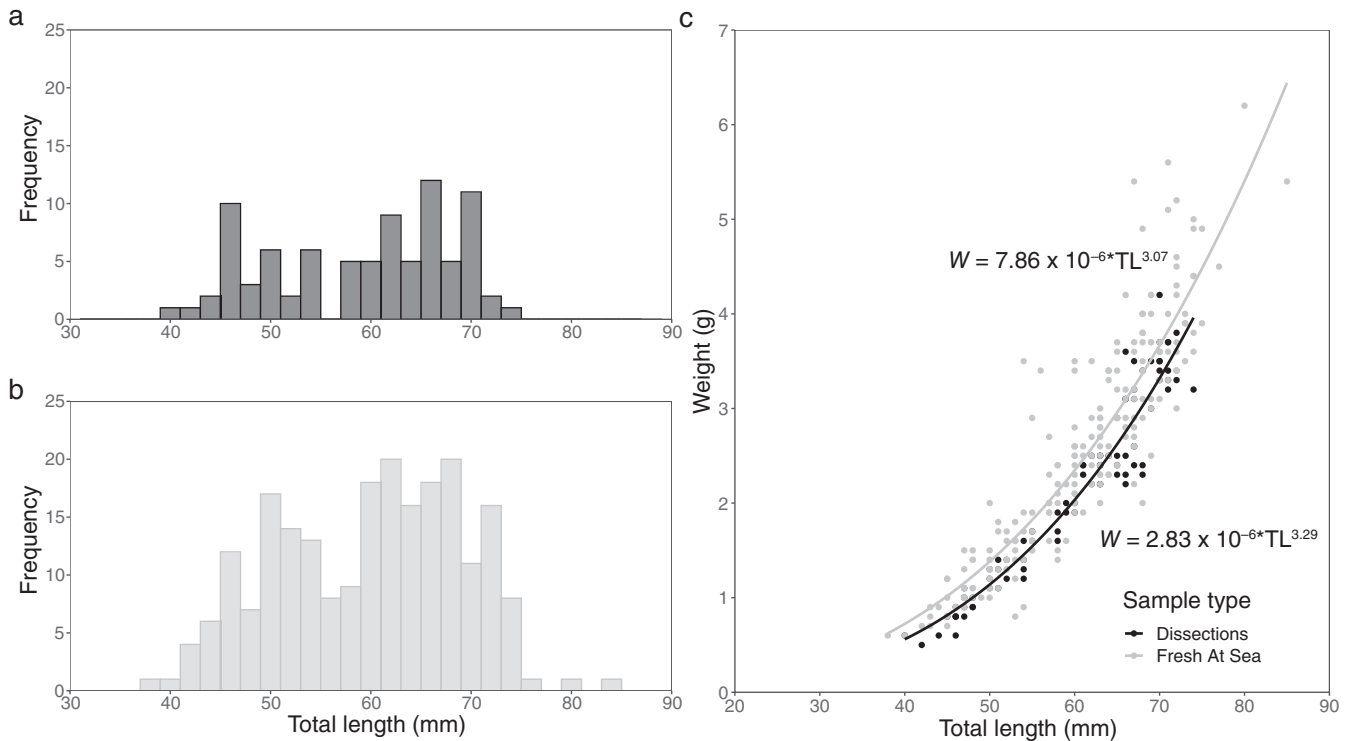 a
25
20
15
10
5
0
Frequency
30 40 50 60 70 80 90
b
25
20
15
10
5
0
Frequency
30 40 50 60 70 80 90
Total length (mm)
c
7
6
5
4
3
2
1
0
Weight (g)
W = 7.86 x 10–6*TL3.07
W = 2.83 x 10–6*TL3.29
Sample type
Dissections
Fresh At Sea
20 30 40 50 60 70 80 90
Total length (mm)